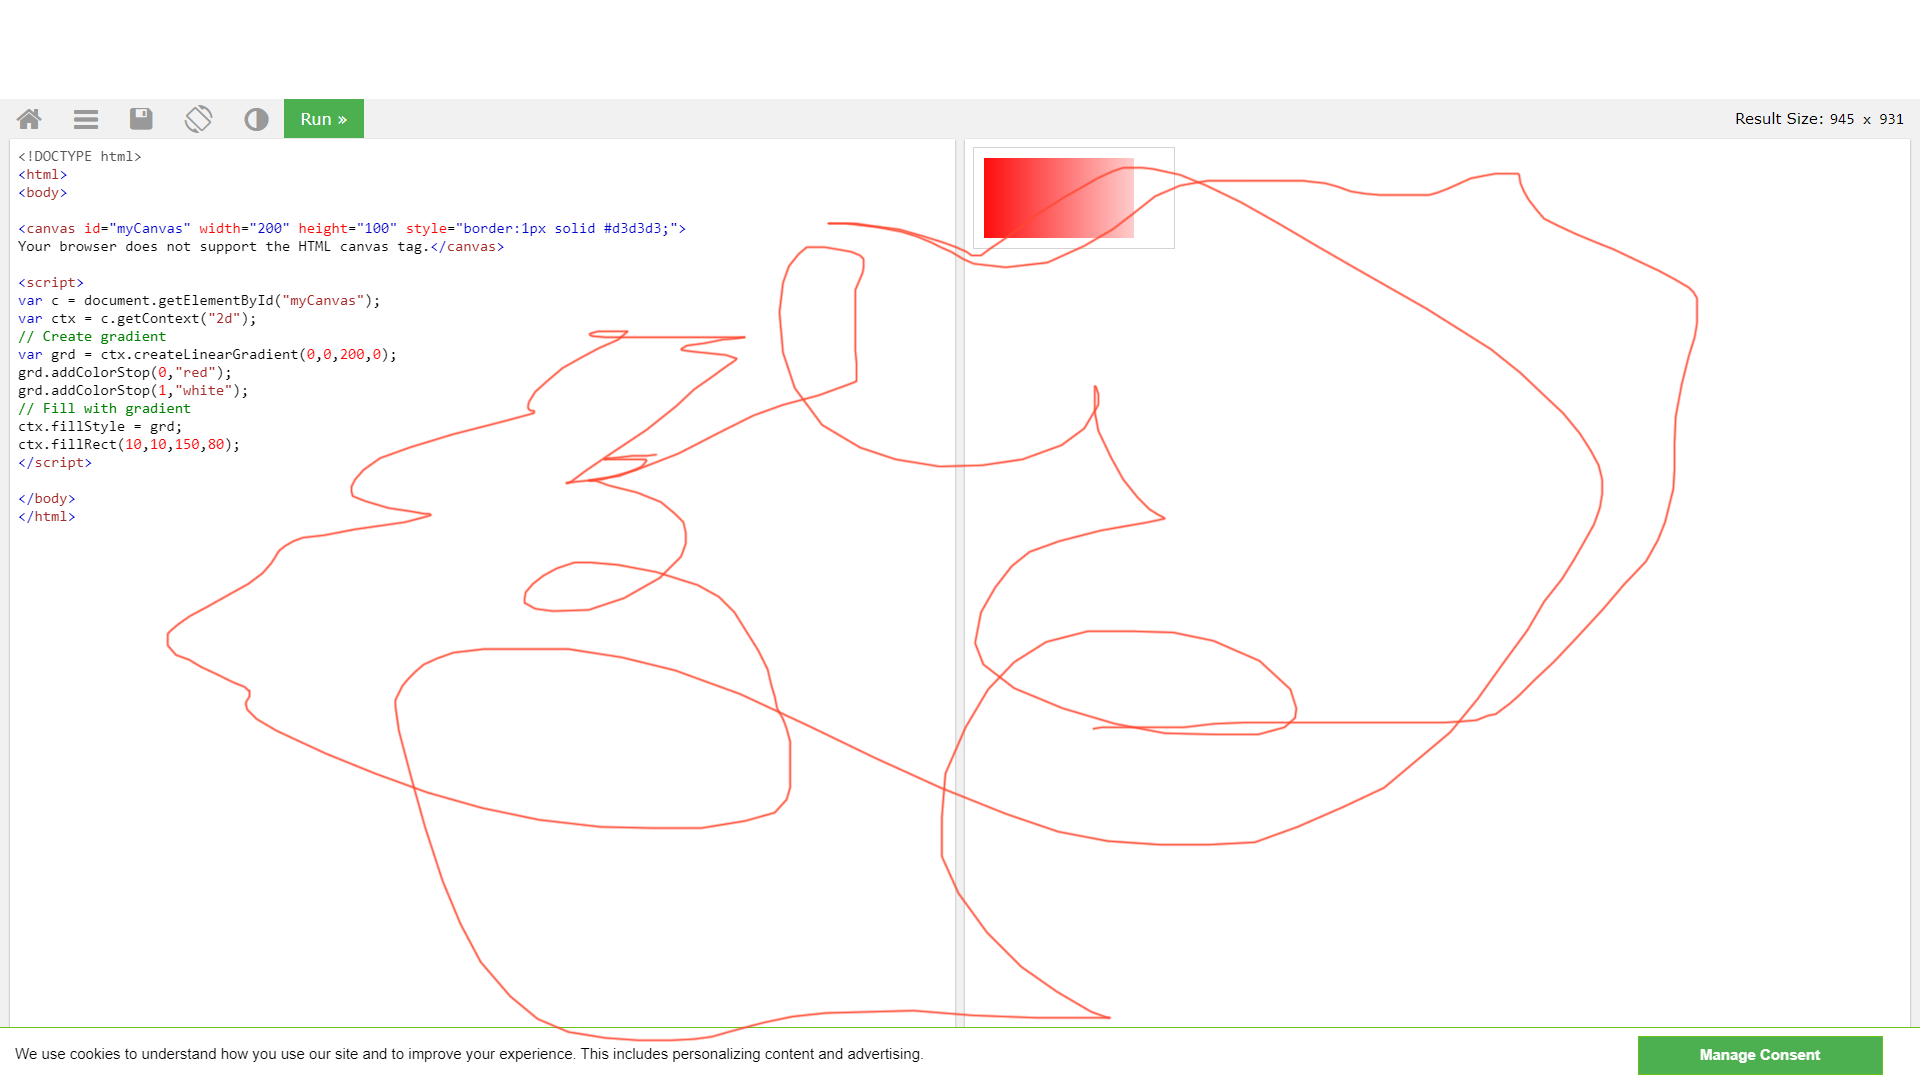 Run »
Result Size: 945 x 931
<!DOCTYPE html>
<html>
<body>
<canvas id="myCanvas" width="200" height="100" style="border:1px solid #d3d3d3;">
Your browser does not support the HTML canvas tag.</canvas>
<script>
var c = document.getElementById("myCanvas");
var ctx = c.getContext("2d");
// Create gradient
var grd = ctx.createLinearGradient(0,0,200,0);
grd.addColorStop(0,"red");
grd.addColorStop(1,"white");
// Fill with gradient
ctx.fillStyle = grd;
ctx.fillRect(10,10,150,80);
</script>
</body>
</html>
We use cookies to understand how you use our site and to improve your experience. This includes personalizing content and advertising.
Manage Consent